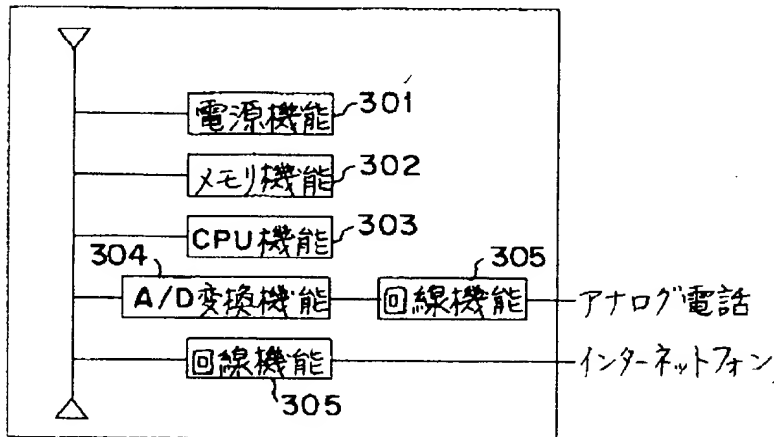 電源機能 301
メモリ機能 302
CPU機能 303
304 305
A/D変換機能 回線機能 アナログ電話
回線機能 インターネットフォン
305